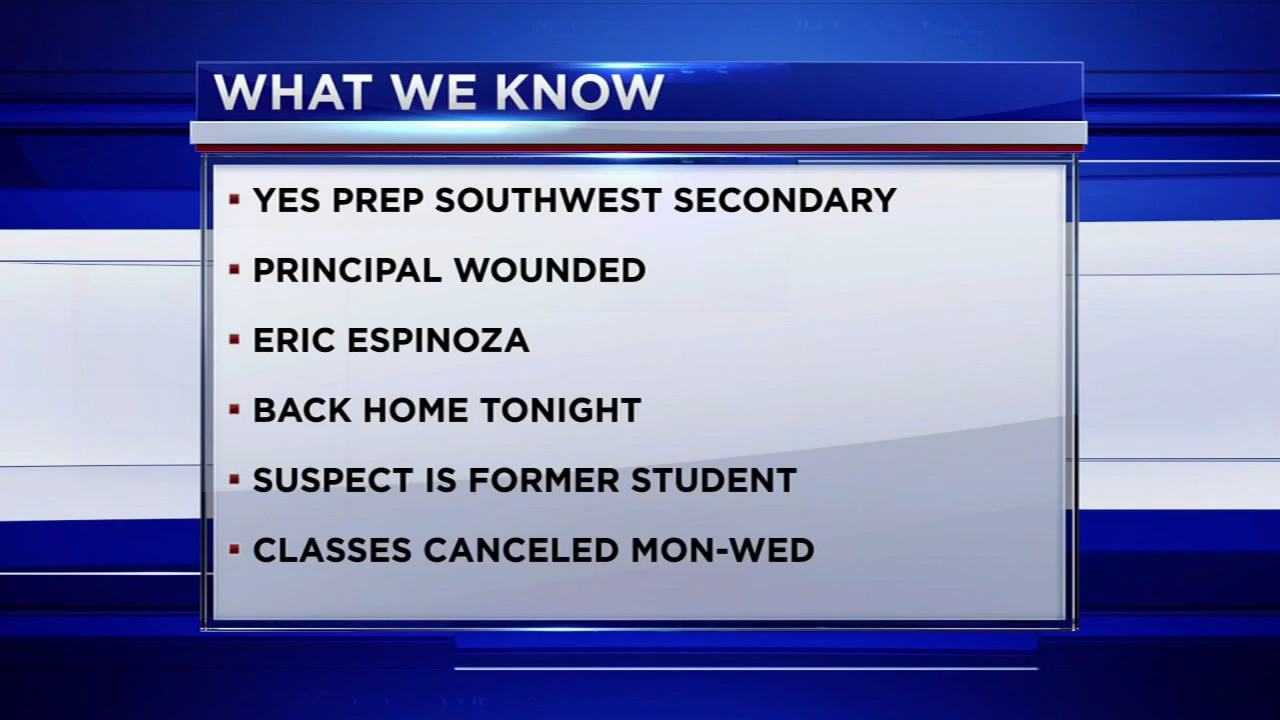 WHAT WE KNOW
▪ YES PREP SOUTHWEST SECONDARY
▪ PRINCIPAL WOUNDED
▪ ERIC ESPINOZA
▪ BACK HOME TONIGHT
▪ SUSPECT IS FORMER STUDENT
▪ CLASSES CANCELED MON-WED